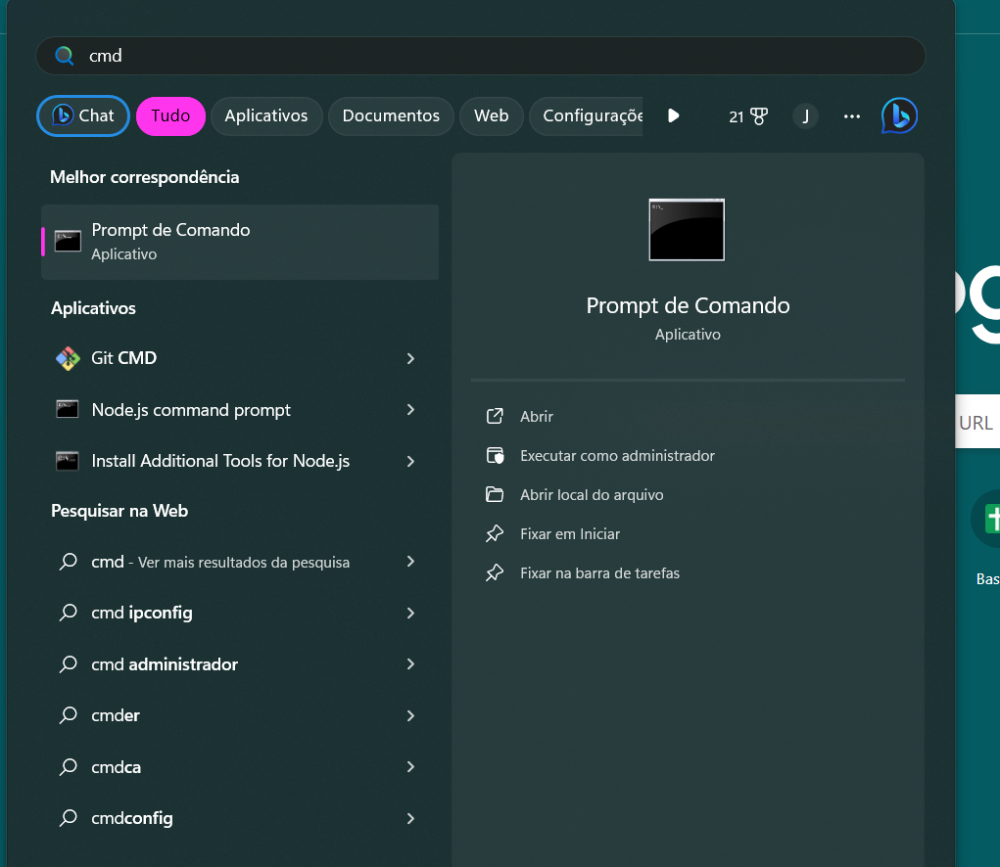 cmd
Chat
Tudo
Aplicativos
Documentos
Web
Configuraçõe
21
J
Melhor correspondência
Prompt de Comando
Aplicativo
Aplicativos
Git CMD
Node.js command prompt
Install Additional Tools for Node.js
Pesquisar na Web
cmd - Ver mais resultados da pesquisa
cmd ipconfig
cmd administrador
cmder
cmdca
cmdconfig
Prompt de Comando
Aplicativo
Abrir
Executar como administrador
Abrir local do arquivo
Fixar em Iniciar
Fixar na barra de tarefas
og
URL
Bas